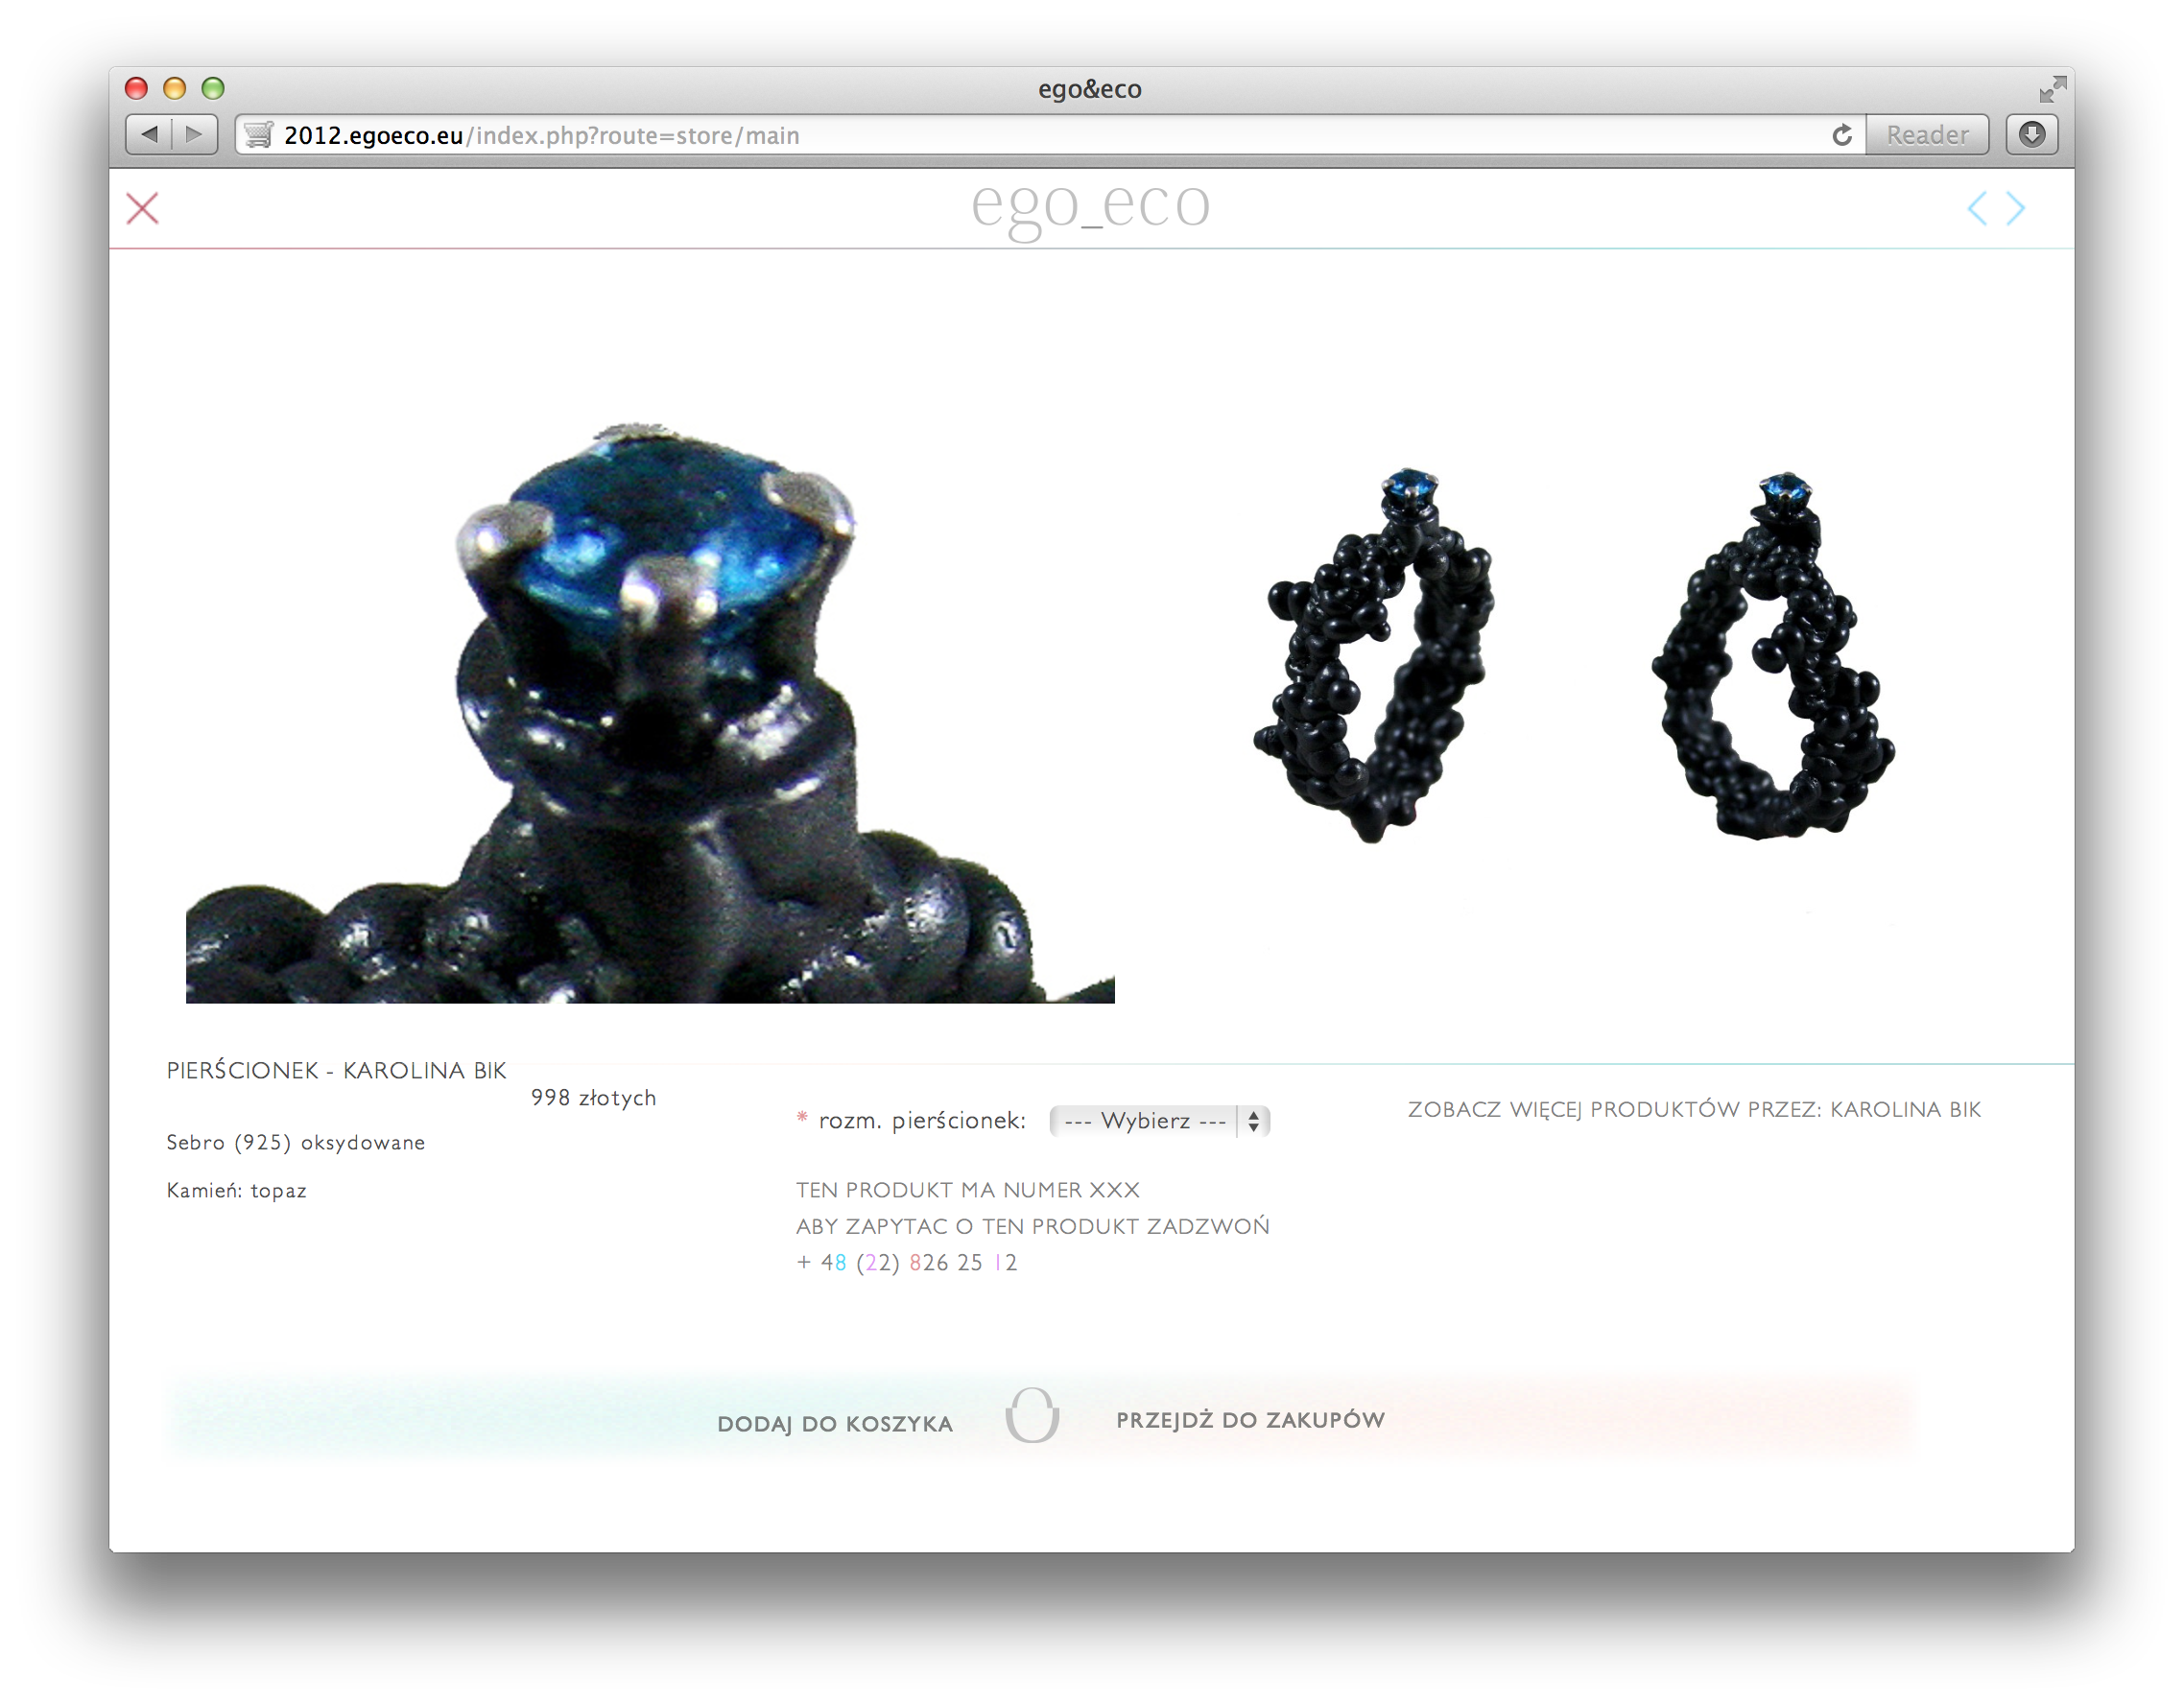 ego&eco
2012.egoeco.eu/index.php?route=store/main
Reader
ego_eco
PIERŚCIONEK - KAROLINA BIK
998 złotych
Sebro (925) oksydowane
Kamień: topaz
* rozm. pierścionek: --- Wybierz ---
TEN PRODUKT MA NUMER XXX
ABY ZAPYTAC O TEN PRODUKT ZADZWOŃ
+ 48 (22) 826 25 12
ZOBACZ WIĘCEJ PRODUKTÓW PRZEZ: KAROLINA BIK
DODAJ DO KOSZYKA
PRZEJDŻ DO ZAKUPÓW